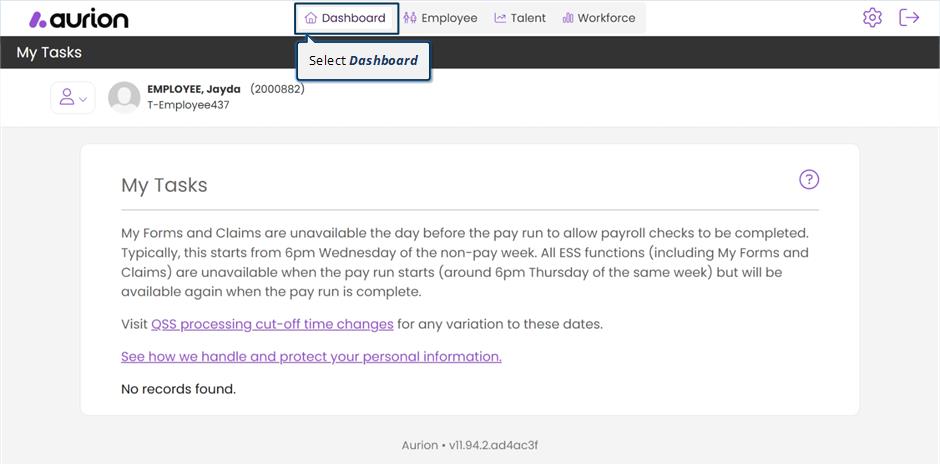 aurion
Dashboard Employee Talent Workforce
My Tasks
Select Dashboard
EMPLOYEE, Jayda (2000882)
T-Employee437
My Tasks
?
My Forms and Claims are unavailable the day before the pay run to allow payroll checks to be completed.
Typically, this starts from 6pm Wednesday of the non-pay week. All ESS functions (including My Forms and
Claims) are unavailable when the pay run starts (around 6pm Thursday of the same week) but will be
available again when the pay run is complete.
Visit QSS processing cut-off time changes for any variation to these dates.
See how we handle and protect your personal information.
No records found.
Aurion • v11.94.2.ad4ac3f